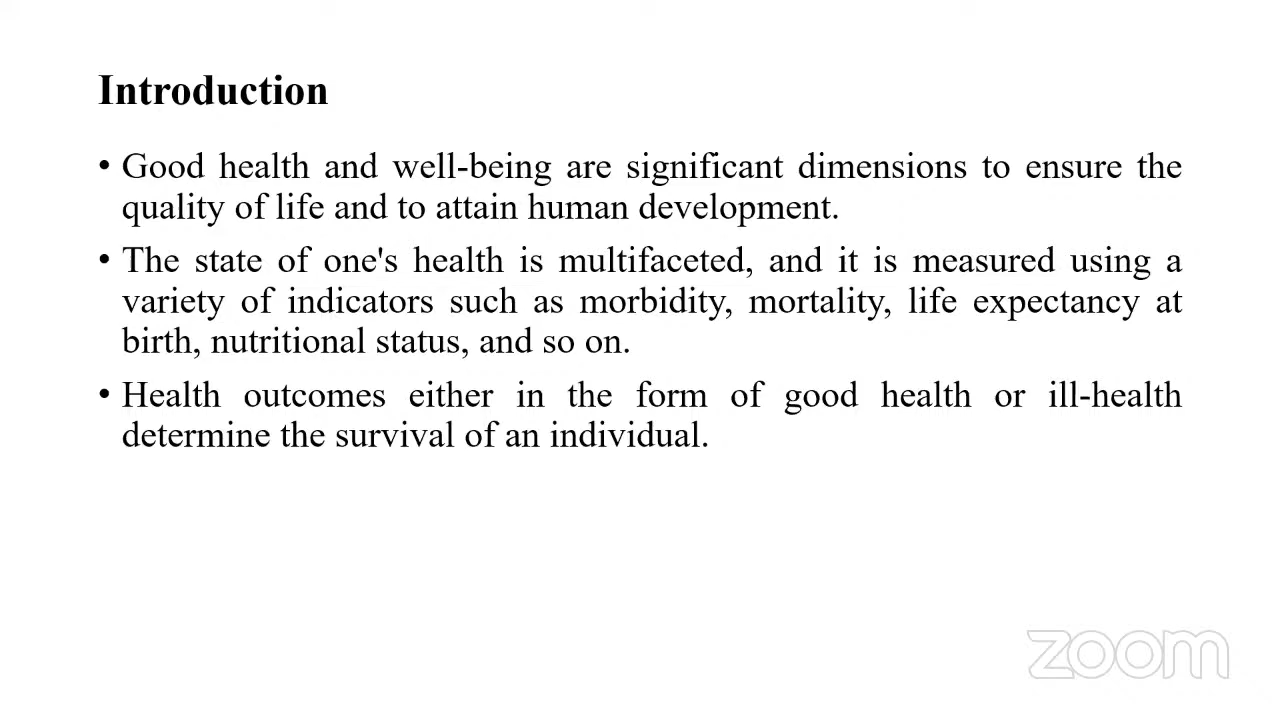 Introduction
• Good health and well-being are significant dimensions to ensure the
quality of life and to attain human development.
• The state of one's health is multifaceted, and it is measured using a
variety of indicators such as morbidity, mortality, life expectancy at
birth, nutritional status, and so on.
• Health outcomes either in the form of good health or ill-health
determine the survival of an individual.
zoom